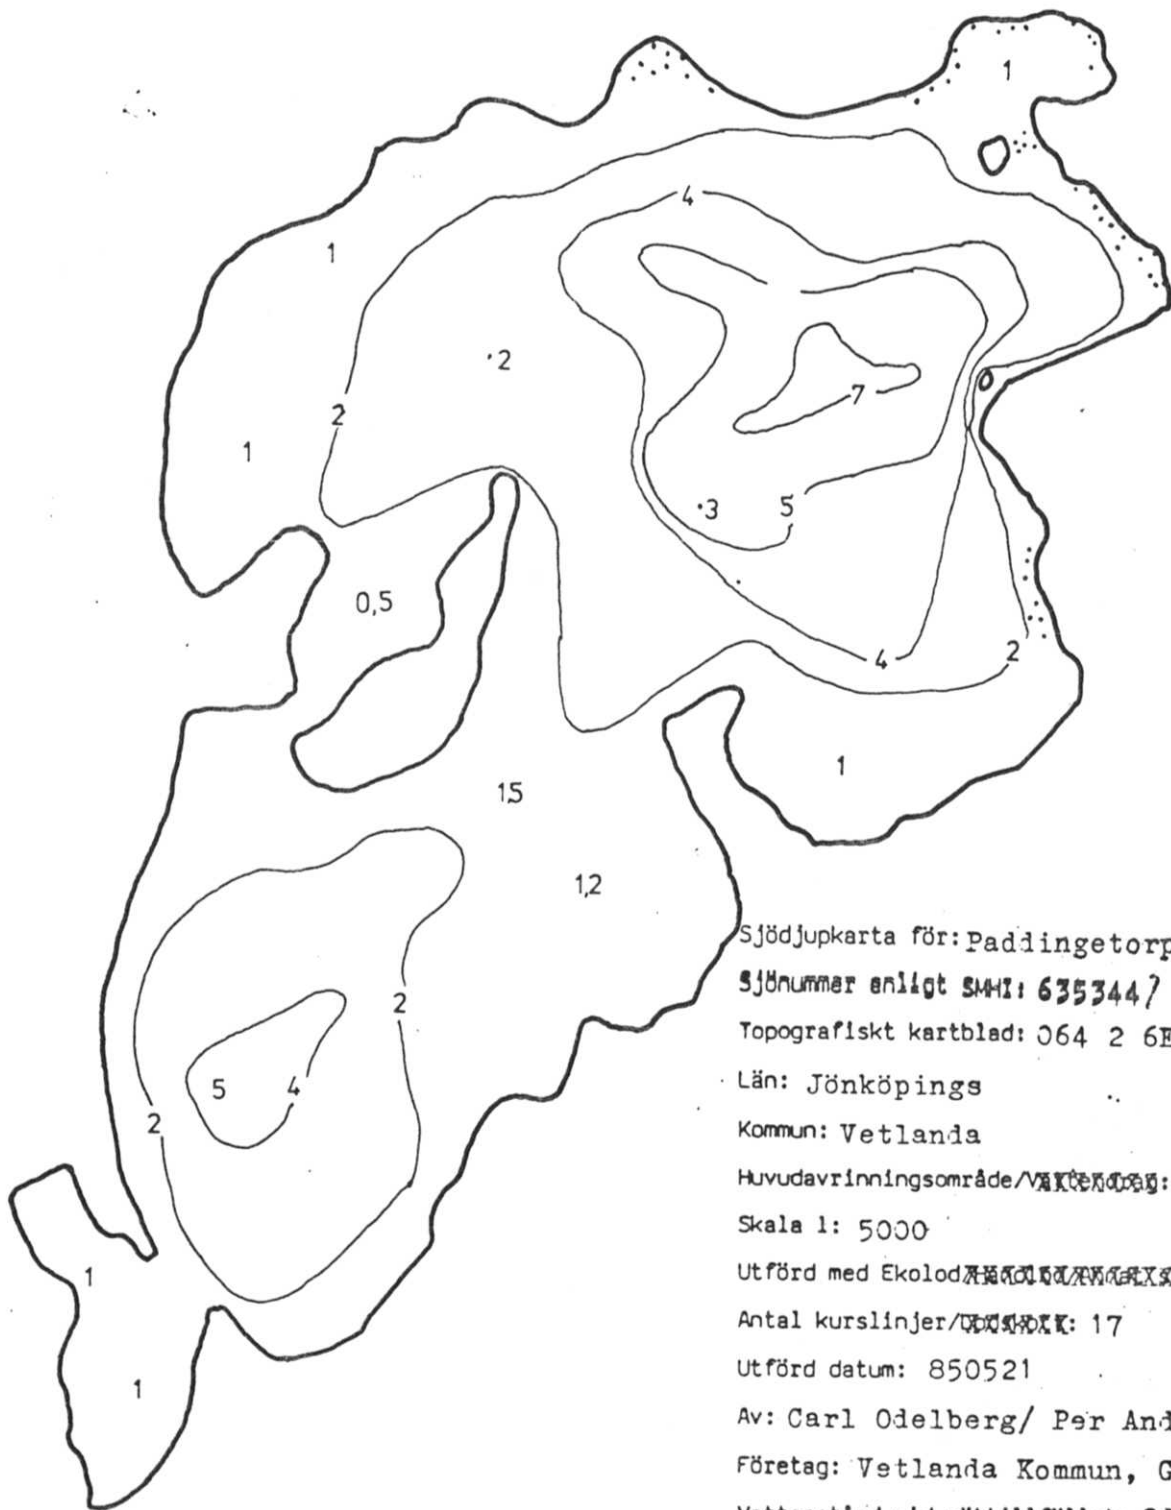 1
4
1
2
7
2
1
3
5
0,5
4
2
1
1,5
1,2
2
5
4
2
1
1
Sjödjupkarta för: Paddingetorp
Sjönummer enligt SMHI: 635344/
Topografiskt kartblad: 064 2 6E
Län: Jönköpings
Kommun: Vetlanda
Huvudavrinningsområde/Vattendrag:
Skala 1: 5000
Utförd med Ekolod
Antal kurslinjer/ : 17
Utförd datum: 850521
Av: Carl Odelberg/ Per And
Företag: Vetlanda Kommun, G